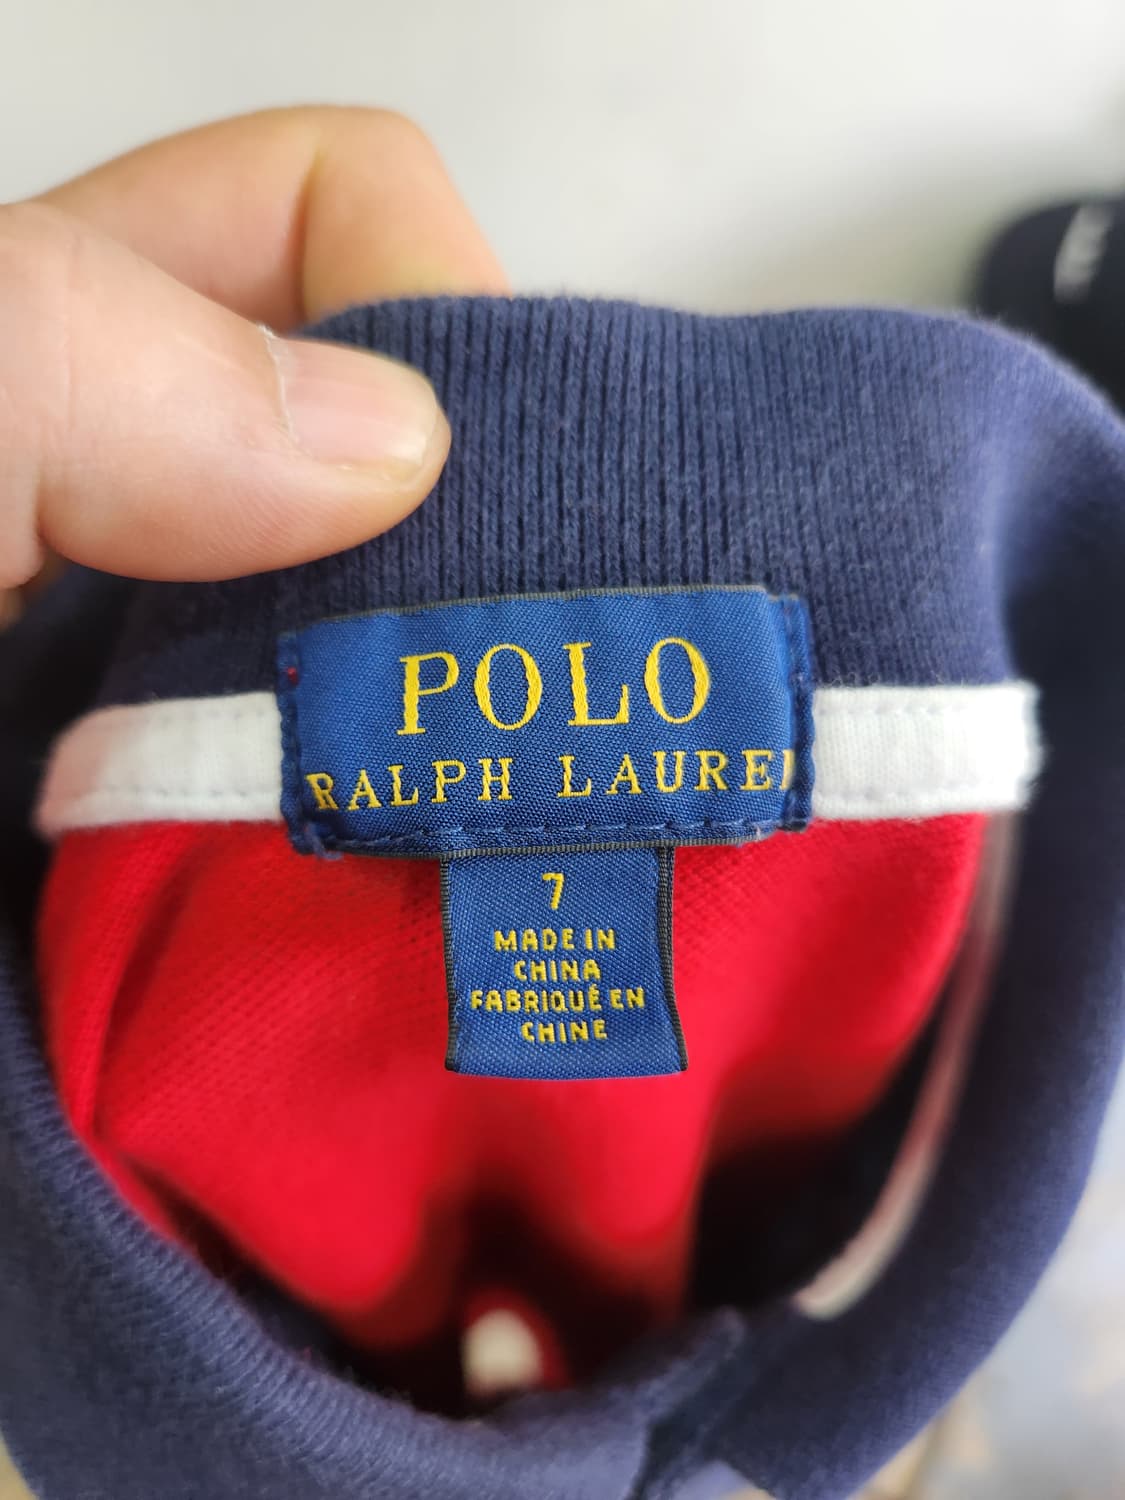 POLO
RALPH LAUREN
7
MADE IN
CHINA
FABRIQUÉ EN
CHINE